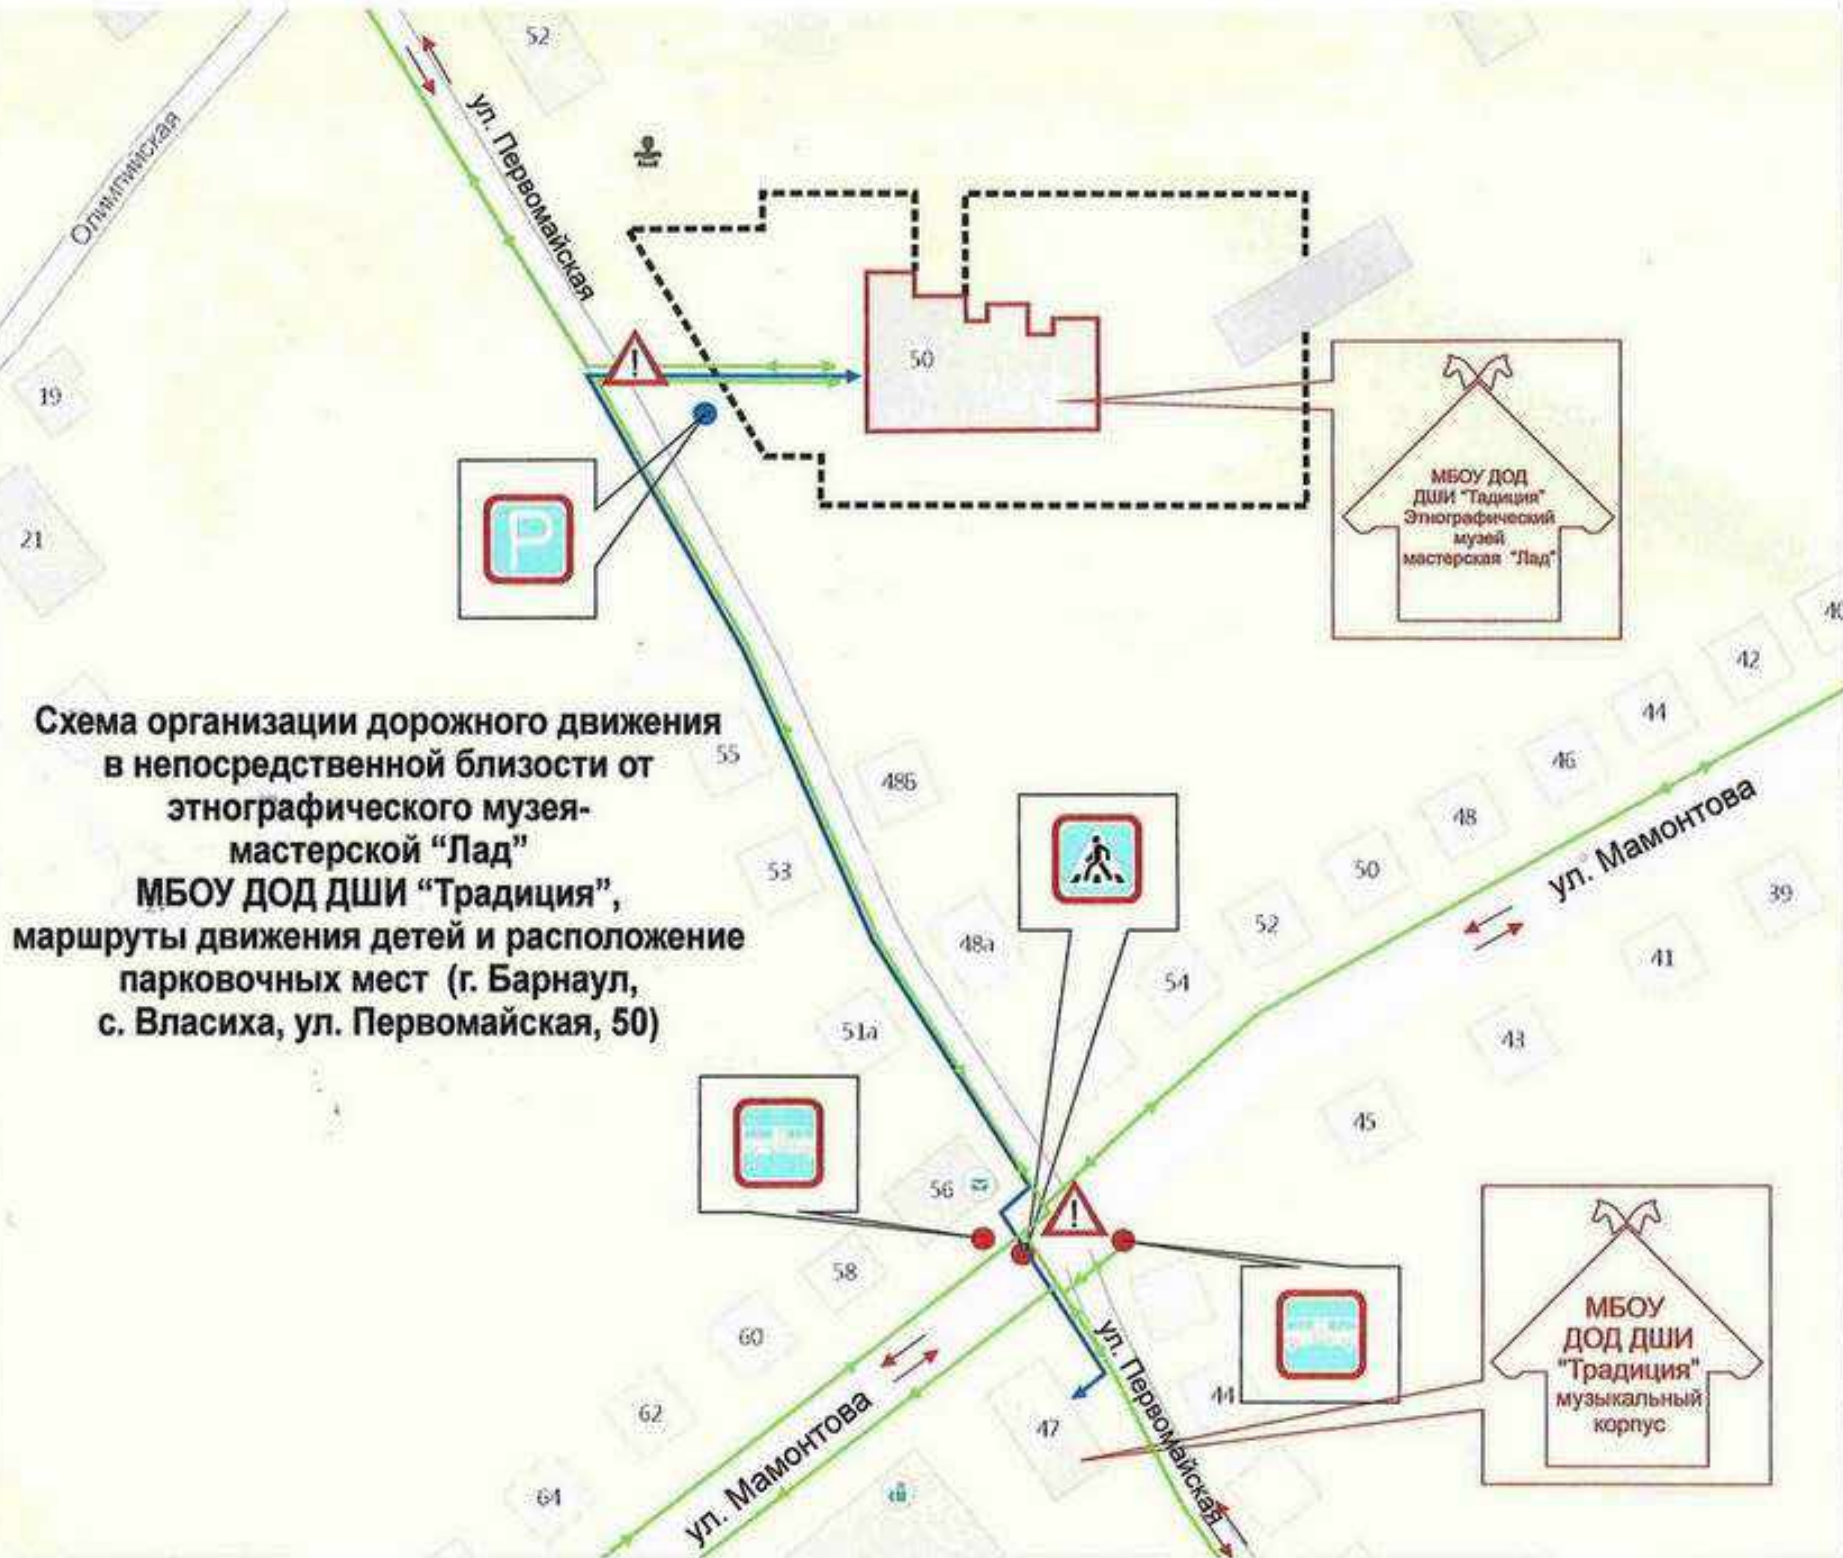 52
Олимпийская
ул. Первомайская
50
19
21
МБОУ ДОД
ДШИ "Тадиция"
Этнографический
музей
мастерская "Лад"
P
40
42
44
46
48
50
52
54
ул. Мамонтова
39
41
43
45
Схема организации дорожного движения
в непосредственной близости от
этнографического музея-
мастерской “Лад”
МБОУ ДОД ДШИ “Традиция”,
маршруты движения детей и расположение
парковочных мест (г. Барнаул,
с. Власиха, ул. Первомайская, 50)
55
48Б
53
48а
51а
56
58
60
62
64
ул. Мамонтова
ул. Первомайская
44
47
МБОУ
ДОД ДШИ
"Традиция"
музыкальный
корпус